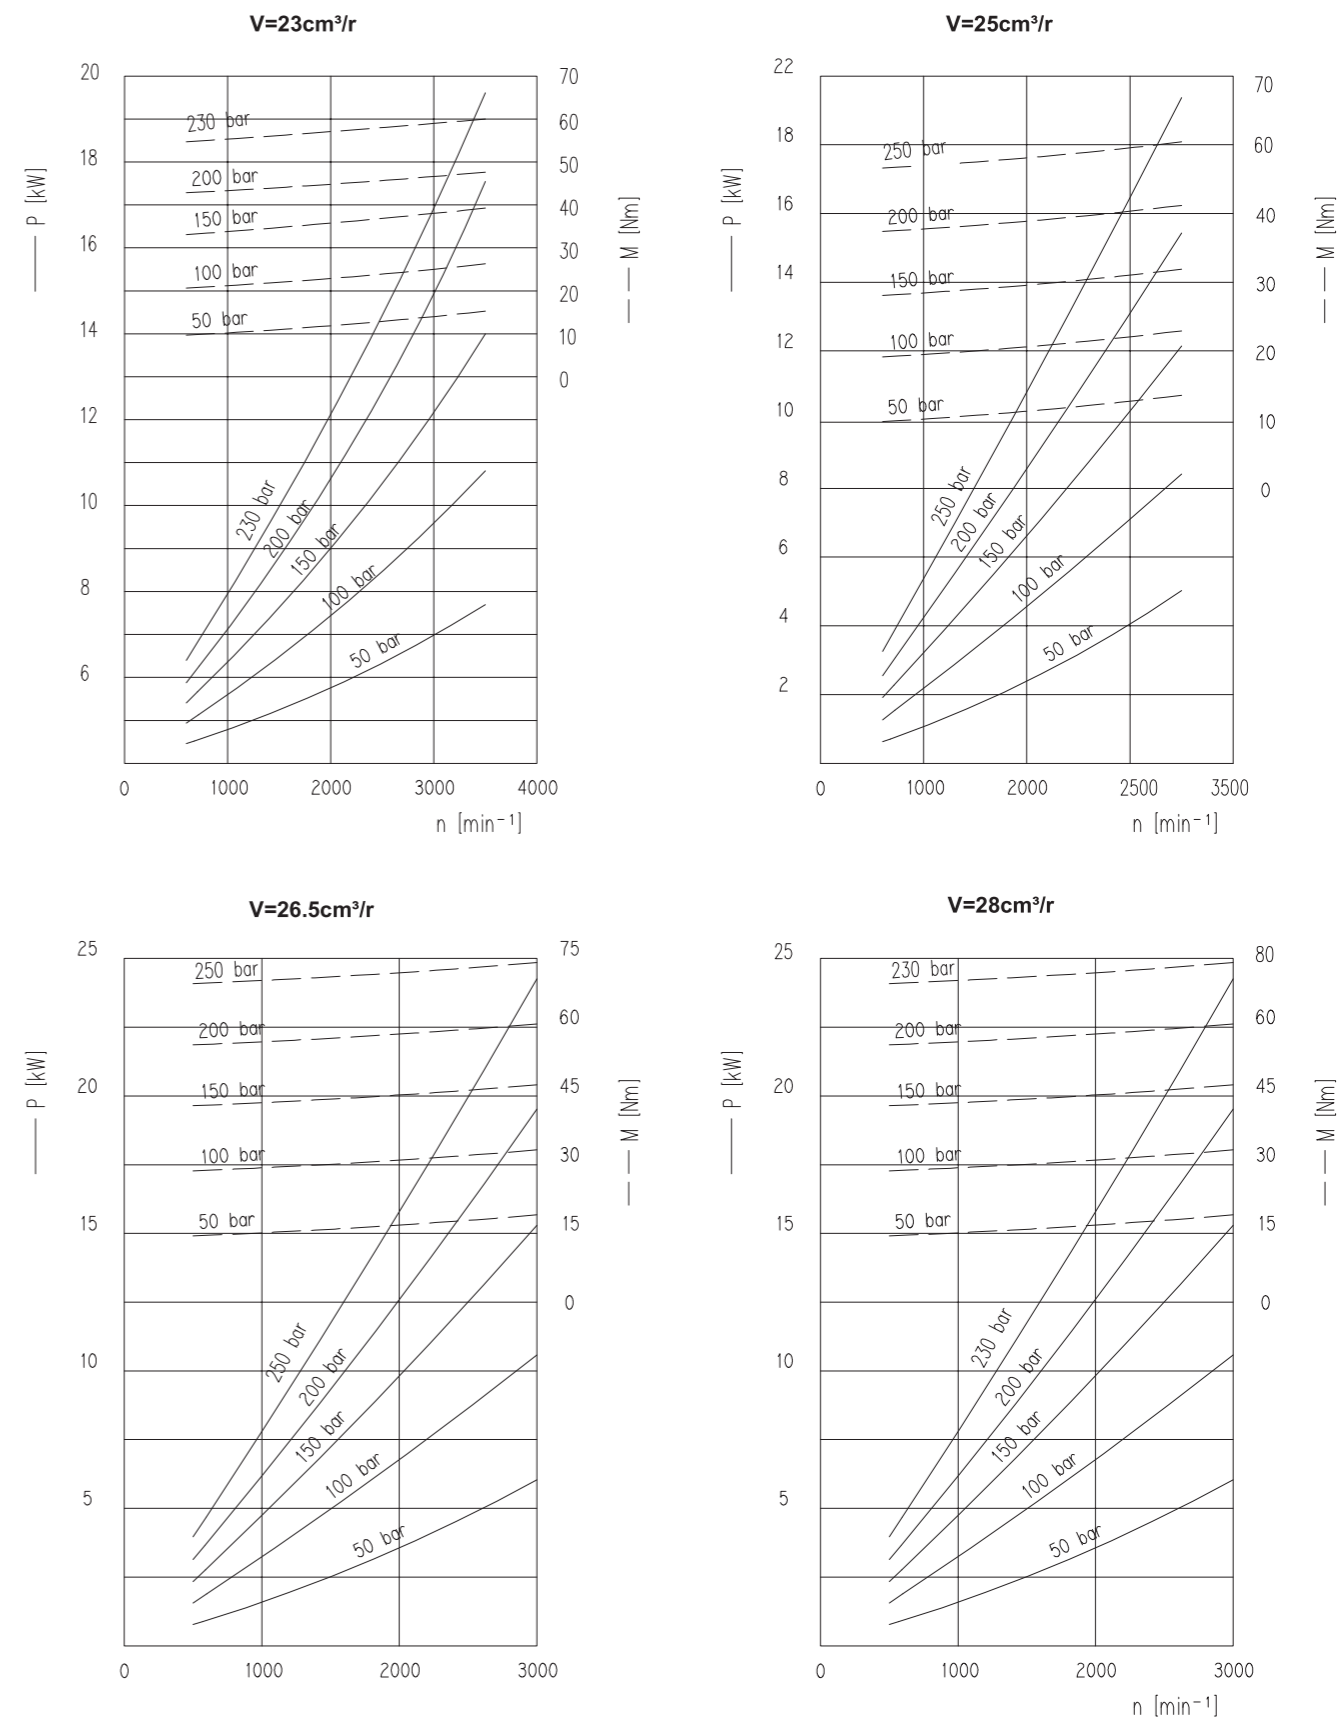 V=23cm³/r
20
18
16
14
12
10
8
6
P [kW]
70
60
50
40
30
20
10
0
M [Nm]
230 bar
200 bar
150 bar
100 bar
50 bar
230 bar
200 bar
150 bar
100 bar
50 bar
0 1000 2000 3000 4000
n [min⁻¹]
V=25cm³/r
22
18
16
14
12
10
8
6
4
2
P [kW]
70
60
40
30
20
10
0
M [Nm]
250 bar
200 bar
150 bar
100 bar
50 bar
250 bar
200 bar
150 bar
100 bar
50 bar
0 1000 2000 2500 3500
n [min⁻¹]
V=26.5cm³/r
25
20
15
10
5
P [kW]
75
60
45
30
15
0
M [Nm]
250 bar
200 bar
150 bar
100 bar
50 bar
250 bar
200 bar
150 bar
100 bar
50 bar
0 1000 2000 3000
V=28cm³/r
25
20
15
10
5
P [kW]
80
60
45
30
15
0
M [Nm]
230 bar
200 bar
150 bar
100 bar
50 bar
230 bar
200 bar
150 bar
100 bar
50 bar
0 1000 2000 3000
n [min⁻¹]